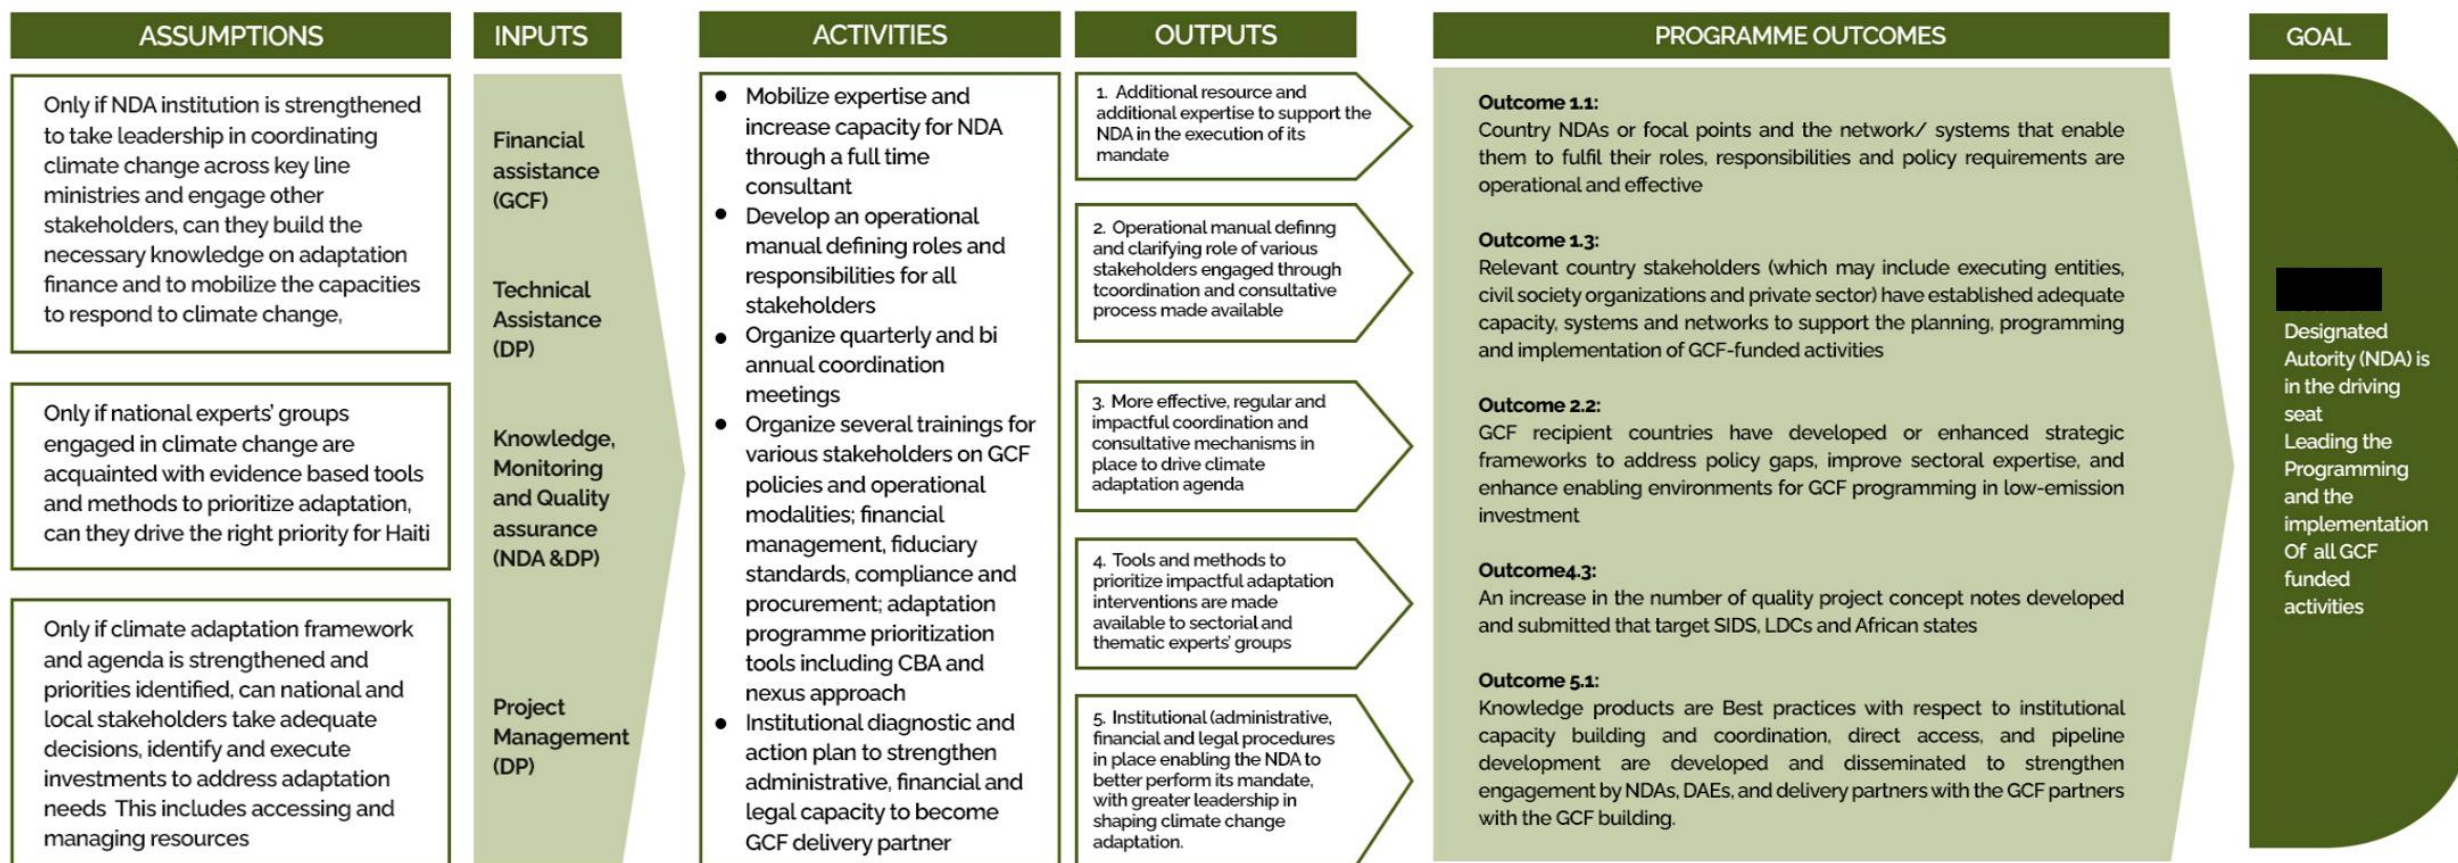 ASSUMPTIONS
Only if NDA institution is strengthened
to take leadership in coordinating
climate change across key line
ministries and engage other
stakeholders, can they build the
necessary knowledge on adaptation
finance and to mobilize the capacities
to respond to climate change,
Only if national experts' groups
engaged in climate change are
acquainted with evidence based tools
and methods to prioritize adaptation,
can they drive the right priority for Haiti
Only if climate adaptation framework
and agenda is strengthened and
priorities identified, can national and
local stakeholders take adequate
decisions, identify and execute
investments to address adaptation
needs This includes accessing and
managing resources
INPUTS
Financial
assistance
(GCF)
Technical
Assistance
(DP)
Knowledge,
Monitoring
and Quality
assurance
(NDA &DP)
Project
Management
(DP)
ACTIVITIES
• Mobilize expertise and
increase capacity for NDA
through a full time
consultant
• Develop an operational
manual defining roles and
responsibilities for all
stakeholders
• Organize quarterly and bi
annual coordination
meetings
• Organize several trainings for
various stakeholders on GCF
policies and operational
modalities; financial
management, fiduciary
standards, compliance and
procurement; adaptation
programme prioritization
tools including CBA and
nexus approach
• Institutional diagnostic and
action plan to strengthen
administrative, financial and
legal capacity to become
GCF delivery partner
OUTPUTS
1. Additional resource and
additional expertise to support the
NDA in the execution of its
mandate
2. Operational manual definng
and clarifying role of various
stakeholders engaged through
tcoordination and consultative
process made available
3. More effective, regular and
impactful coordination and
consultative mechanisms in
place to drive climate
adaptation agenda
4. Tools and methods to
prioritize impactful adaptation
interventions are made
available to sectorial and
thematic experts' groups
5. Institutional (administrative,
financial and legal procedures
in place enabling the NDA to
better perform its mandate,
with greater leadership in
shaping climate change
adaptation.
PROGRAMME OUTCOMES
Outcome 1.1:
Country NDAs or focal points and the network/ systems that enable
them to fulfil their roles, responsibilities and policy requirements are
operational and effective
Outcome 1.3:
Relevant country stakeholders (which may include executing entities,
civil society organizations and private sector) have established adequate
capacity, systems and networks to support the planning, programming
and implementation of GCF-funded activities
Outcome 2.2:
GCF recipient countries have developed or enhanced strategic
frameworks to address policy gaps, improve sectoral expertise, and
enhance enabling environments for GCF programming in low-emission
investment
Outcome4.3:
An increase in the number of quality project concept notes developed
and submitted that target SIDS, LDCs and African states
Outcome 5.1:
Knowledge products are Best practices with respect to institutional
capacity building and coordination, direct access, and pipeline
development are developed and disseminated to strengthen
engagement by NDAs, DAEs, and delivery partners with the GCF partners
with the GCF building.
GOAL
Designated
Autority (NDA) is
in the driving
seat
Leading the
Programming
and the
implementation
Of all GCF
funded
activities